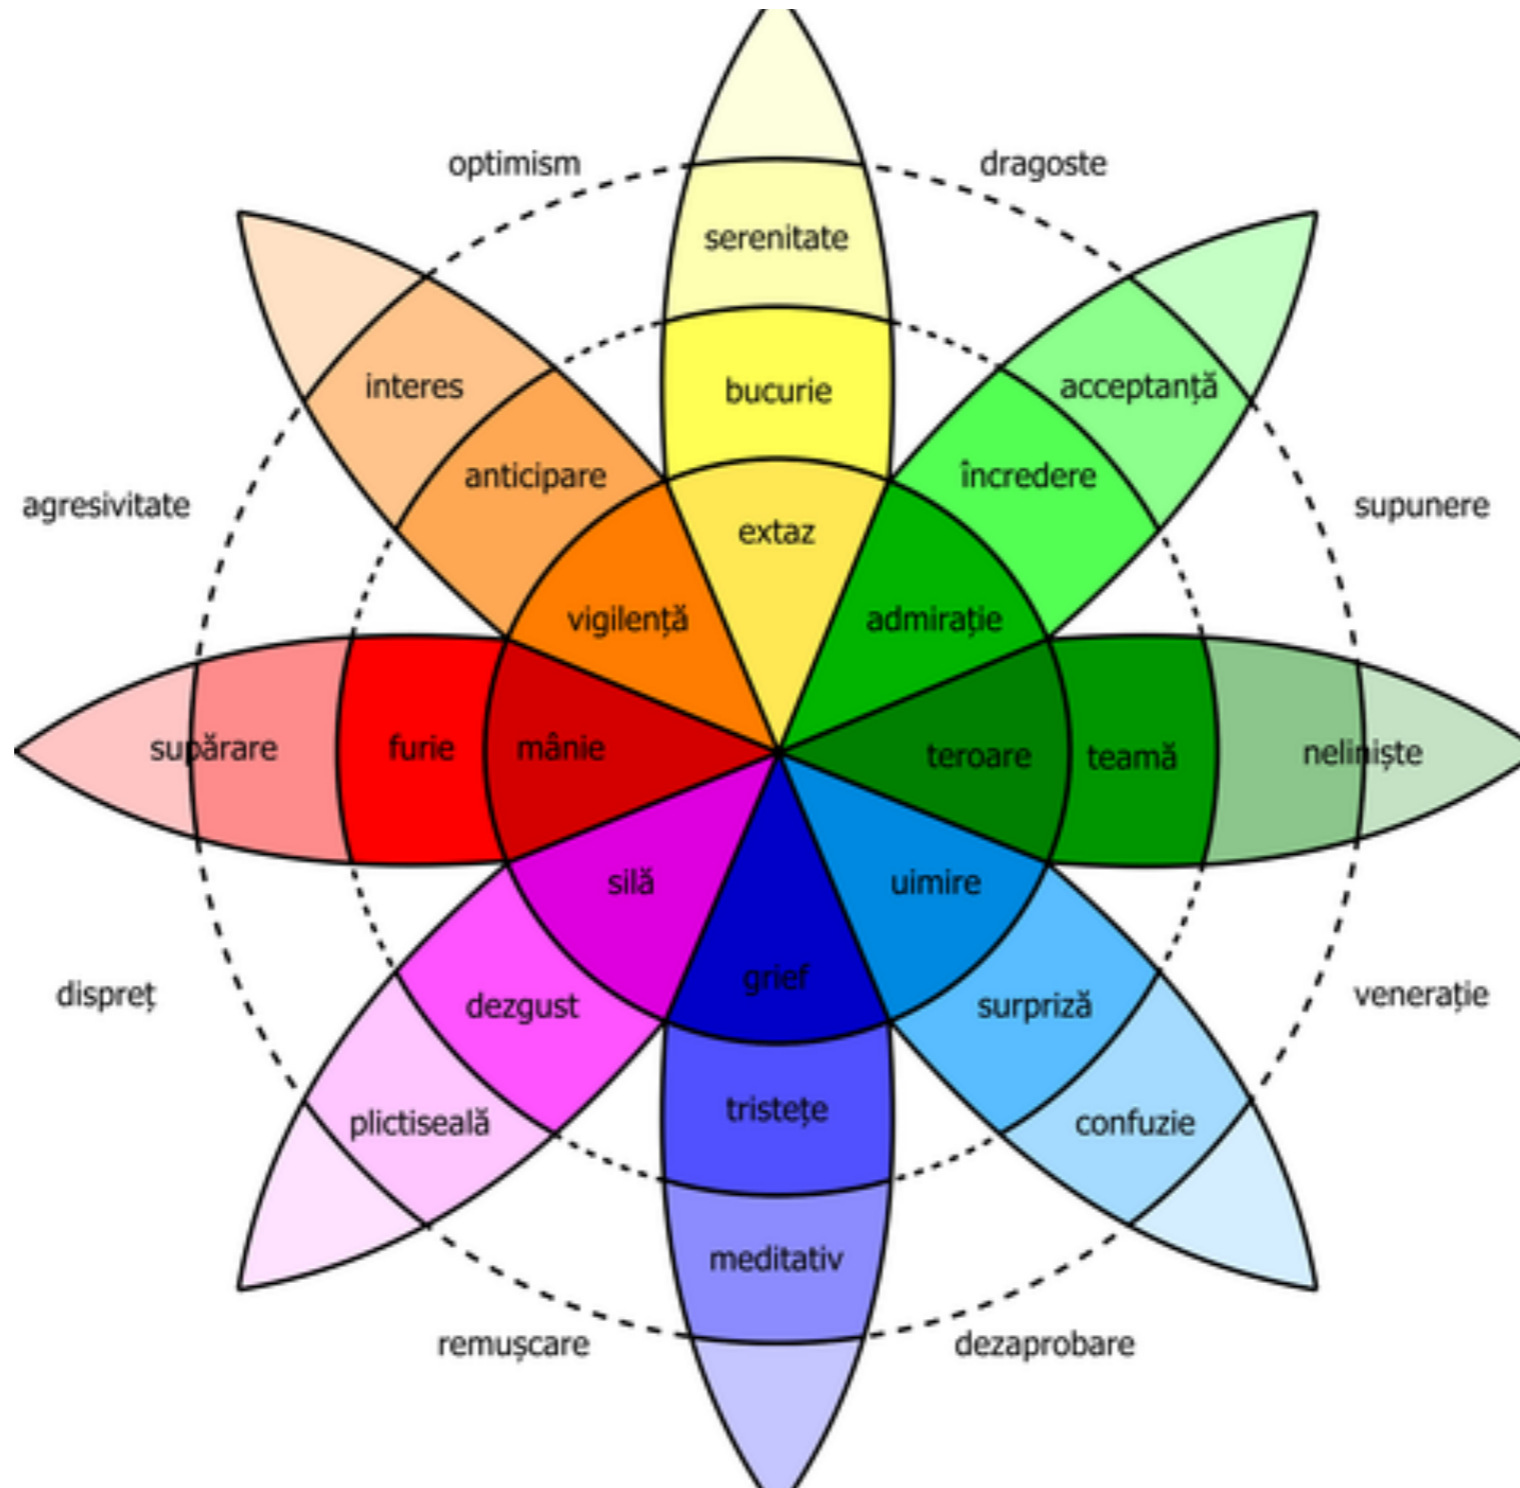 optimism
dragoste
serenitate
interes
bucurie
acceptanță
anticipare
încredere
agresivitate
extaz
supunere
vigilență
admirație
supărare
furie
mânie
teroare
teamă
neliniște
silă
uimire
grief
dispreț
dezgust
surpriză
venerație
tristețe
plictiseală
confuzie
meditativ
remușcare
dezaprobare